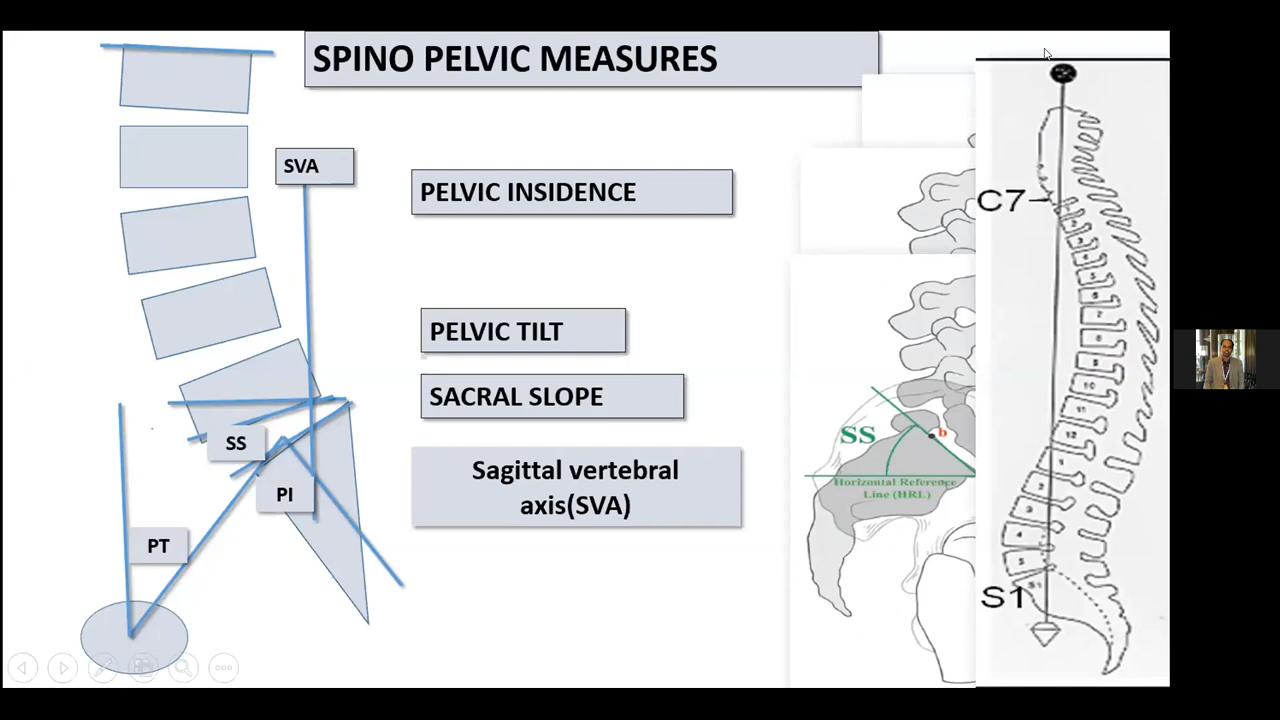 SPINO PELVIC MEASURES
SVA
PELVIC INSIDENCE
PELVIC TILT
SACRAL SLOPE
Sagittal vertebral
axis(SVA)
SS
PI
PT
SS
b
Horizontal Reference
Line (HRL)
C7
S1